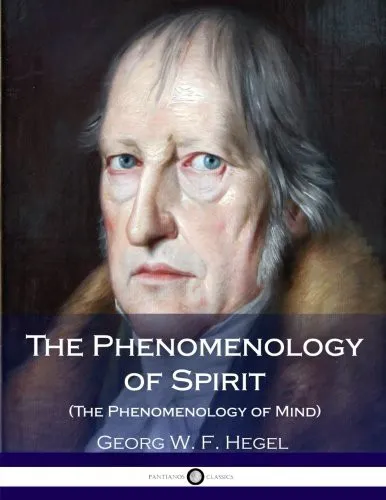 The Phenomenology
of Spirit
(The Phenomenology of Mind)
Georg W. F. Hegel
PANTIANOS CLASSICS